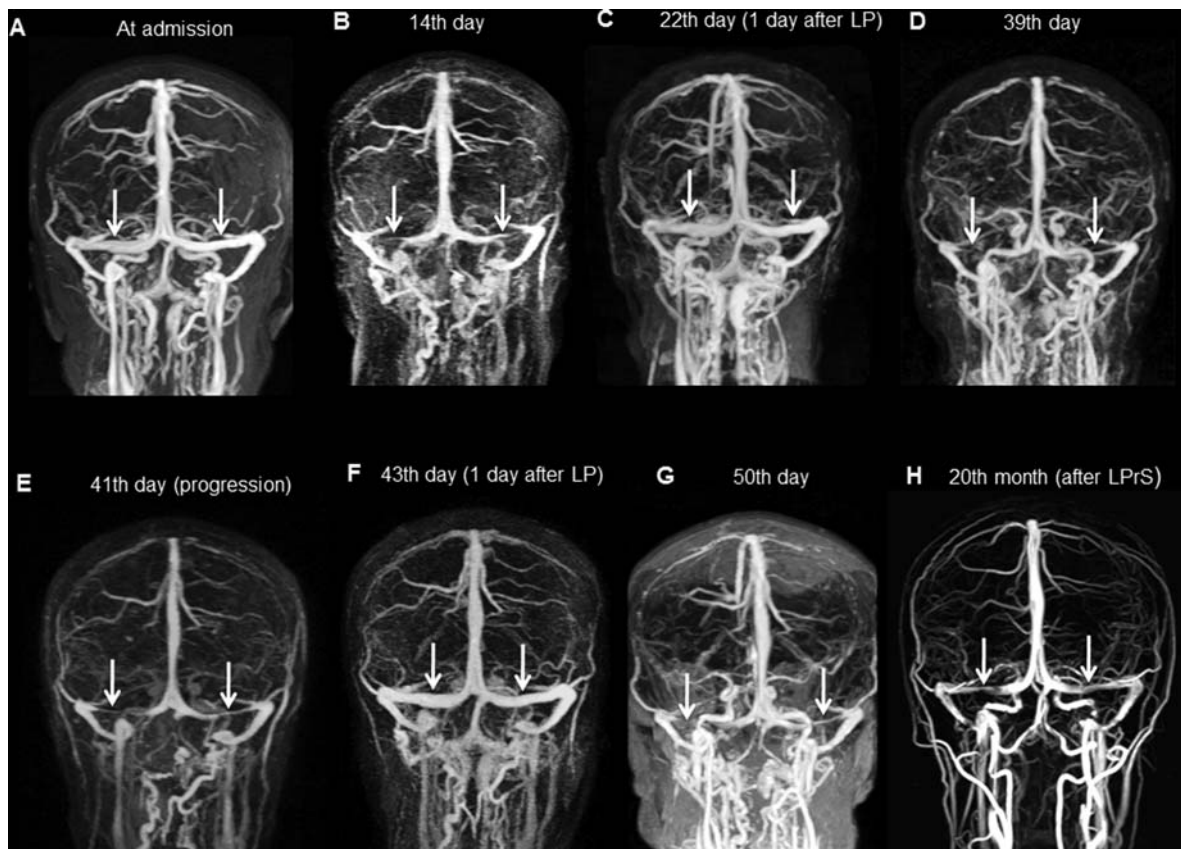 A At admission
B 14th day
C 22th day (1 day after LP)
D 39th day
E 41th day (progression)
F 43th day (1 day after LP)
G 50th day
H 20th month (after LPrS)